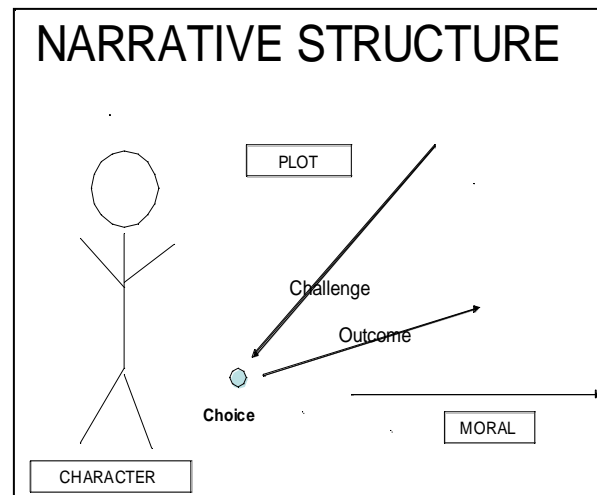 NARRATIVE STRUCTURE
PLOT
Challenge
Outcome
Choice
MORAL
CHARACTER